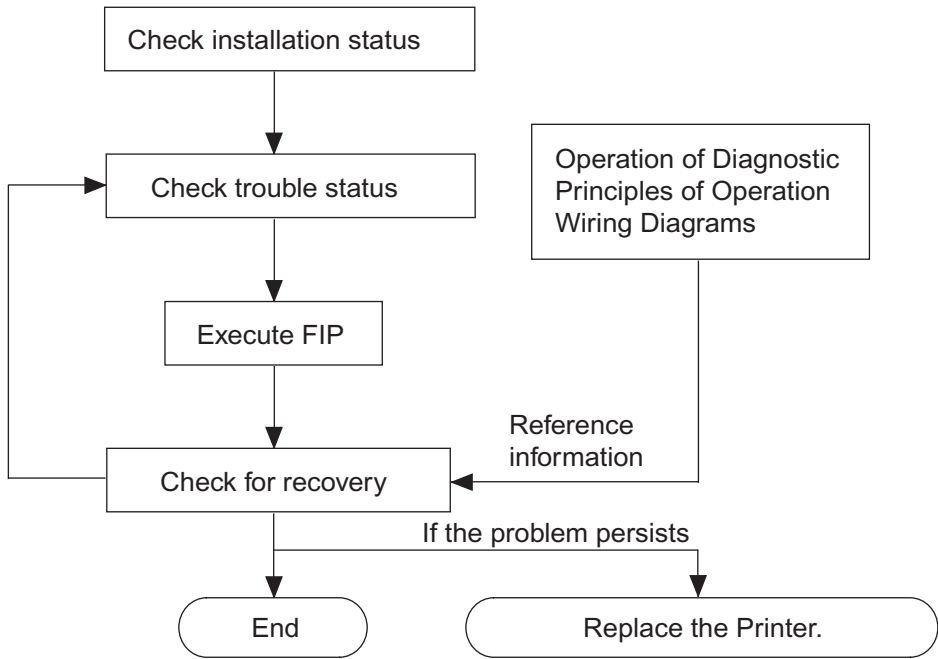 Check installation status
Check trouble status
Operation of Diagnostic
Principles of Operation
Wiring Diagrams
Execute FIP
Reference
information
Check for recovery
If the problem persists
End
Replace the Printer.